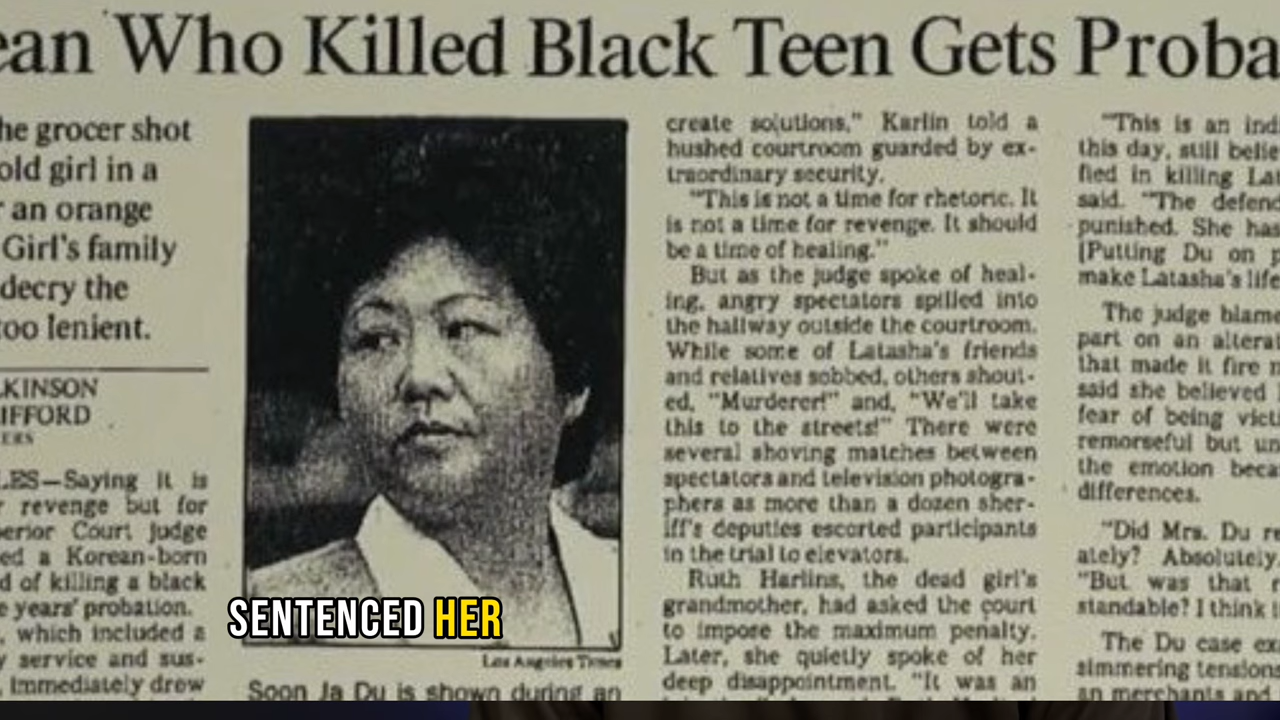 ean Who Killed Black Teen Gets Proba
he grocer shot
old girl in a
r an orange
Girl's family
decry the
too lenient.
LKINSON
IFFORD
ERS
LES—Saying it is
r revenge but for
perior Court judge
ed a Korean-born
d of killing a black
e years' probation.
, which included a
y service and sus-
, immediately drew
SENTENCED HER
Los Angeles Times
Soon Ja Du is shown during an
create solutions," Karlin told a
hushed courtroom guarded by ex-
traordinary security.
"This is not a time for rhetoric. It
is not a time for revenge. It should
be a time of healing."
But as the judge spoke of heal-
ing, angry spectators spilled into
the hallway outside the courtroom.
While some of Latasha's friends
and relatives sobbed, others shout-
ed, "Murderer!" and, "We'll take
this to the streets!" There were
several shoving matches between
spectators and television photogra-
phers as more than a dozen sher-
iff's deputies escorted participants
in the trial to elevators.
Ruth Harlins, the dead girl's
grandmother, had asked the court
to impose the maximum penalty.
Later, she quietly spoke of her
deep disappointment. "It was an
"This is an ind
this day, still belie
fied in killing Lat
said. "The defend
punished. She has
[Putting Du on p
make Latasha's life
The judge blame
part on an alterat
that made it fire m
said she believed
fear of being victi
remorseful but un
the emotion beca
differences.
"Did Mrs. Du re
ately? Absolutely.
"But was that r
standable? I think i
The Du case ex
simmering tensions
an merchants and